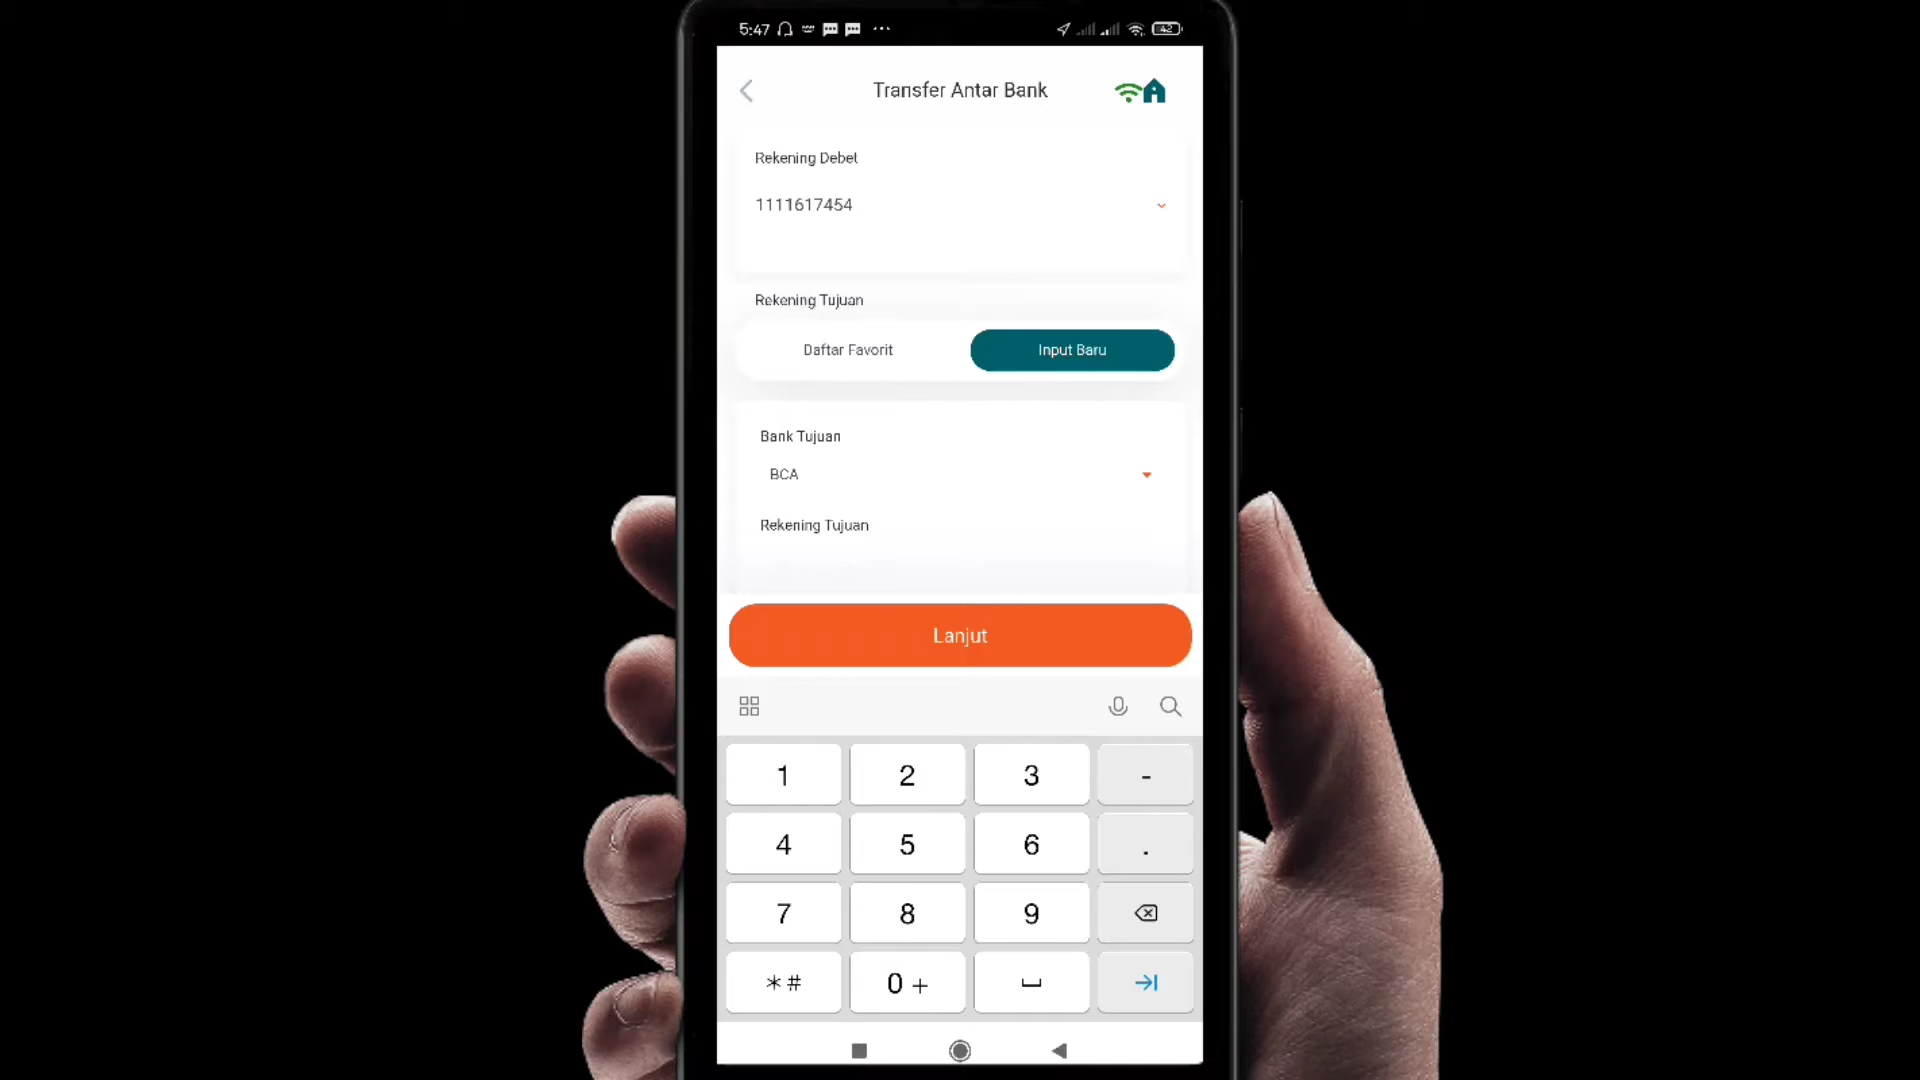 5:47
42
Transfer Antar Bank
Rekening Debet
1111617454
Rekening Tujuan
Daftar Favorit
Input Baru
Bank Tujuan
BCA
Rekening Tujuan
Lanjut
1 2 3 -
4 5 6 .
7 8 9
*# 0 +